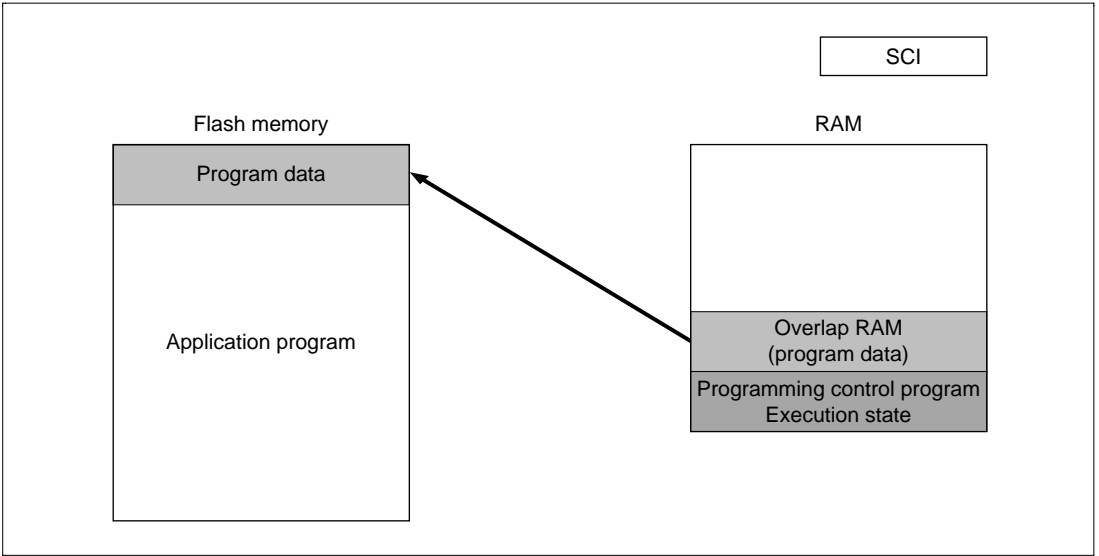 SCI
Flash memory
RAM
Program data
Application program
Overlap RAM
(program data)
Programming control program
Execution state